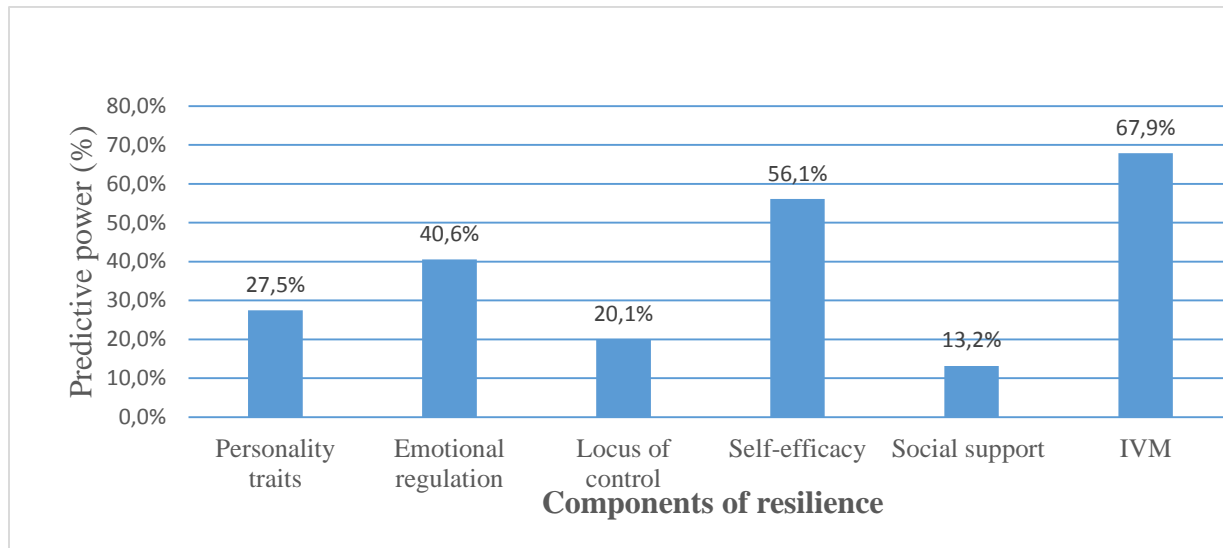 Predictive power (%)
80,0%
70,0%
60,0%
50,0%
40,0%
30,0%
20,0%
10,0%
0,0%
27,5%
40,6%
20,1%
56,1%
13,2%
67,9%
Personality
traits
Emotional
regulation
Locus of
control
Self-efficacy
Social support
IVM
Components of resilience